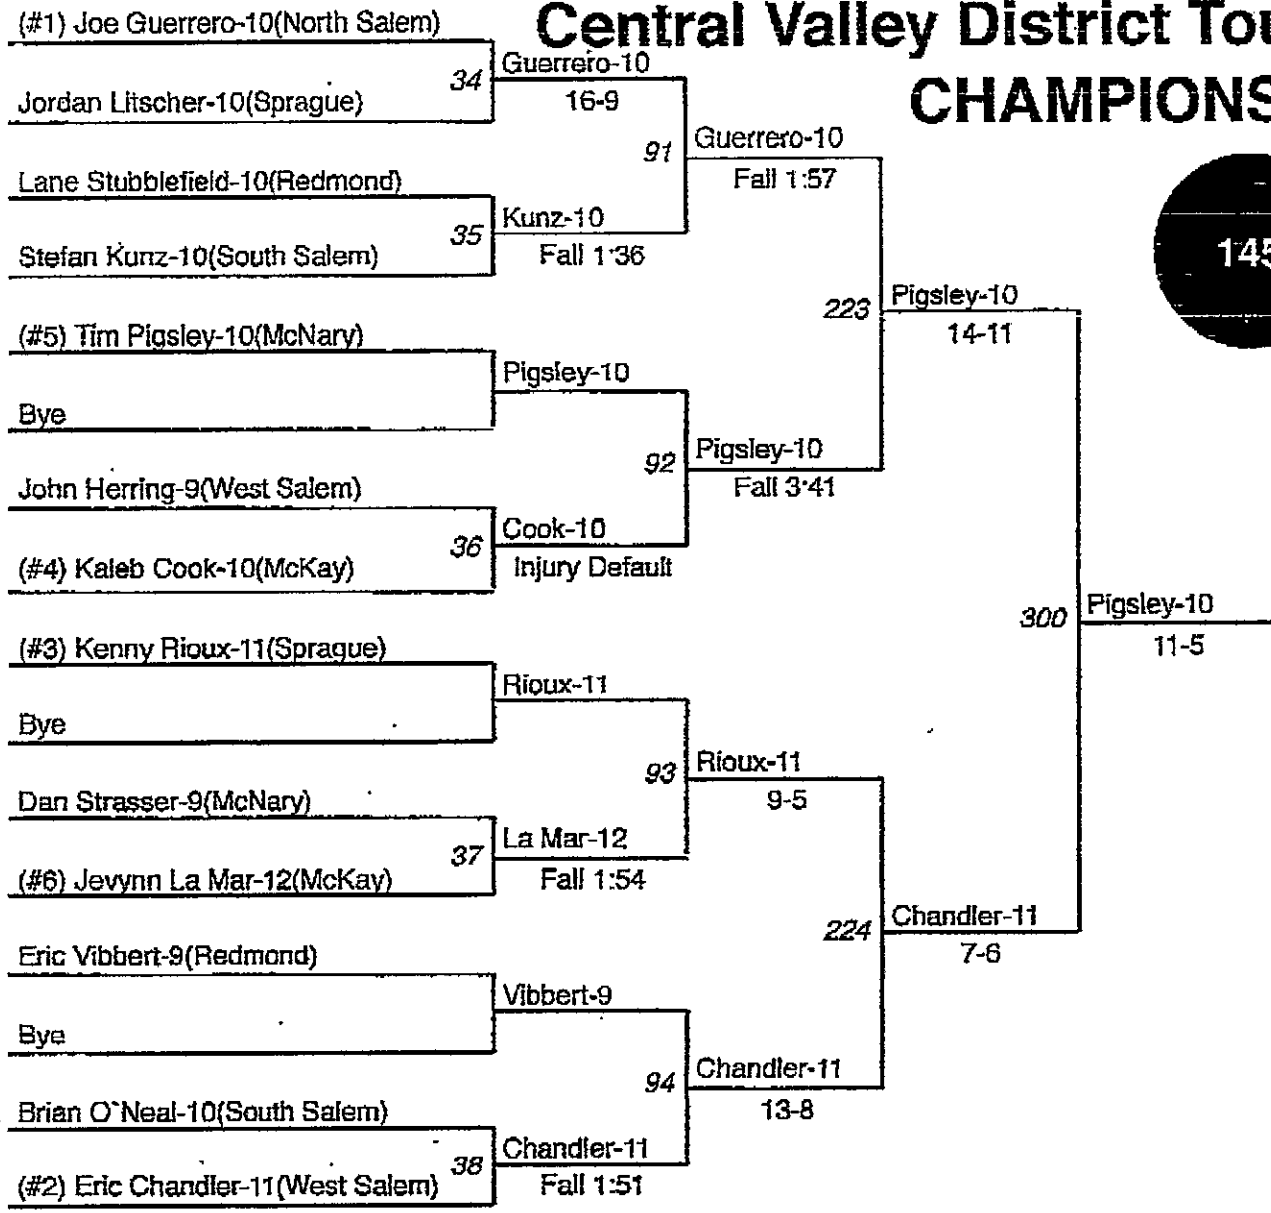 Central Valley District Tou
CHAMPIONS
145
(#1) Joe Guerrero-10(North Salem)
34
Guerrero-10
16-9
Jordan Litscher-10(Sprague)
91
Guerrero-10
Fall 1:57
Lane Stubblefield-10(Redmond)
35
Kunz-10
Fall 1:36
Stefan Kunz-10(South Salem)
223
Pigsley-10
14-11
(#5) Tim Pigsley-10(McNary)
Pigsley-10
Bye
92
Pigsley-10
Fall 3:41
John Herring-9(West Salem)
36
Cook-10
Injury Default
(#4) Kaleb Cook-10(McKay)
300
Pigsley-10
11-5
(#3) Kenny Rioux-11(Sprague)
Rioux-11
Bye
93
Rioux-11
9-5
Dan Strasser-9(McNary)
37
La Mar-12
Fall 1:54
(#6) Jevynn La Mar-12(McKay)
224
Chandler-11
7-6
Eric Vibbert-9(Redmond)
Vibbert-9
Bye
94
Chandler-11
13-8
Brian O`Neal-10(South Salem)
38
Chandler-11
Fall 1:51
(#2) Eric Chandler-11(West Salem)